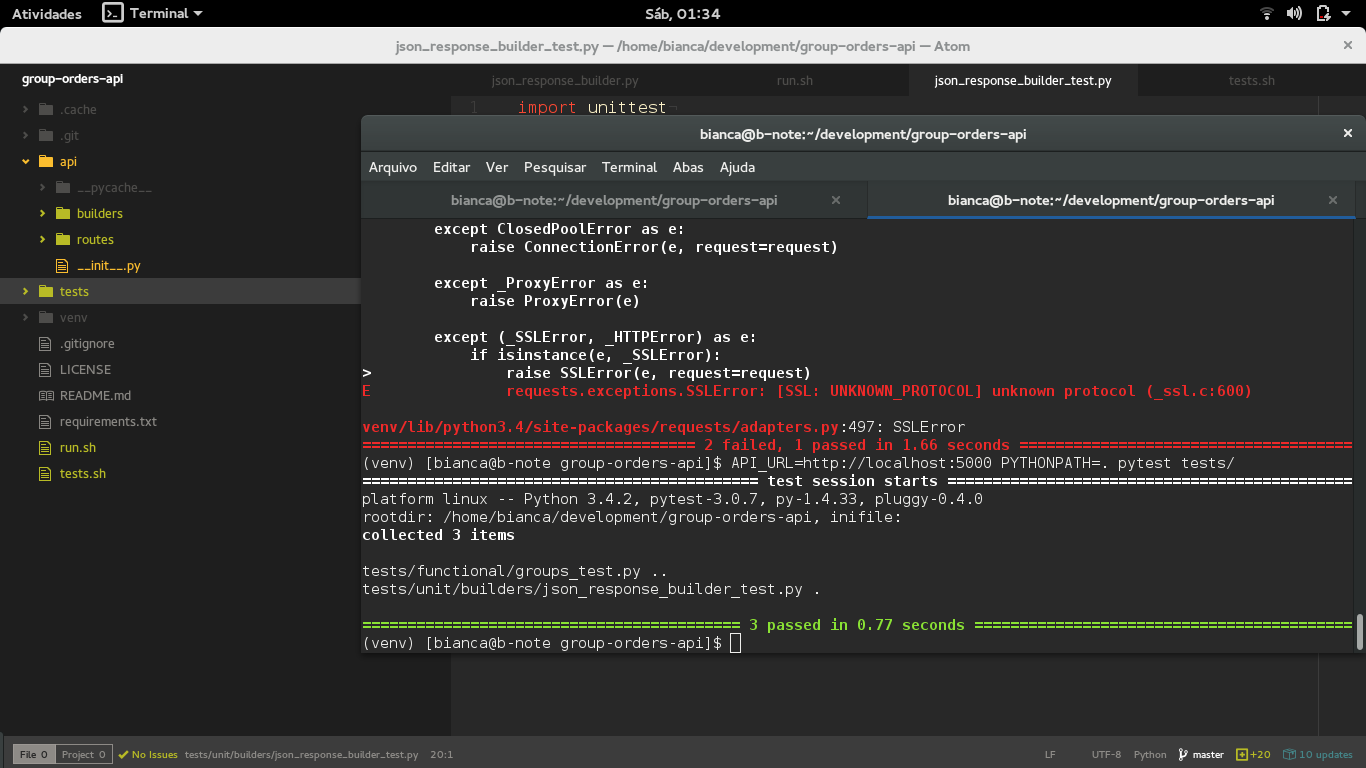 Atividades Terminal Sáb, 01:34
json_response_builder_test.py — /home/bianca/development/group-orders-api — Atom
group-orders-api
json_response_builder.py run.sh json_response_builder_test.py tests.sh
.cache
.git
api
__pycache__
builders
routes
__init__.py
tests
venv
.gitignore
LICENSE
README.md
requirements.txt
run.sh
tests.sh
1 import unittest¬
bianca@b-note:~/development/group-orders-api
Arquivo Editar Ver Pesquisar Terminal Abas Ajuda
bianca@b-note:~/development/group-orders-api bianca@b-note:~/development/group-orders-api
except ClosedPoolError as e:
raise ConnectionError(e, request=request)
except _ProxyError as e:
raise ProxyError(e)
except (_SSLError, _HTTPError) as e:
if isinstance(e, _SSLError):
> raise SSLError(e, request=request)
E requests.exceptions.SSLError: [SSL: UNKNOWN_PROTOCOL] unknown protocol (_ssl.c:600)
venv/lib/python3.4/site-packages/requests/adapters.py:497: SSLError
===================================== 2 failed, 1 passed in 1.66 seconds =====================================
(venv) [bianca@b-note group-orders-api]$ API_URL=http://localhost:5000 PYTHONPATH=. pytest tests/
============================================ test session starts =============================================
platform linux -- Python 3.4.2, pytest-3.0.7, py-1.4.33, pluggy-0.4.0
rootdir: /home/bianca/development/group-orders-api, inifile:
collected 3 items
tests/functional/groups_test.py ..
tests/unit/builders/json_response_builder_test.py .
========================================== 3 passed in 0.77 seconds ==========================================
(venv) [bianca@b-note group-orders-api]$
File 0 Project 0 No Issues tests/unit/builders/json_response_builder_test.py 20:1 LF UTF-8 Python master +20 10 updates